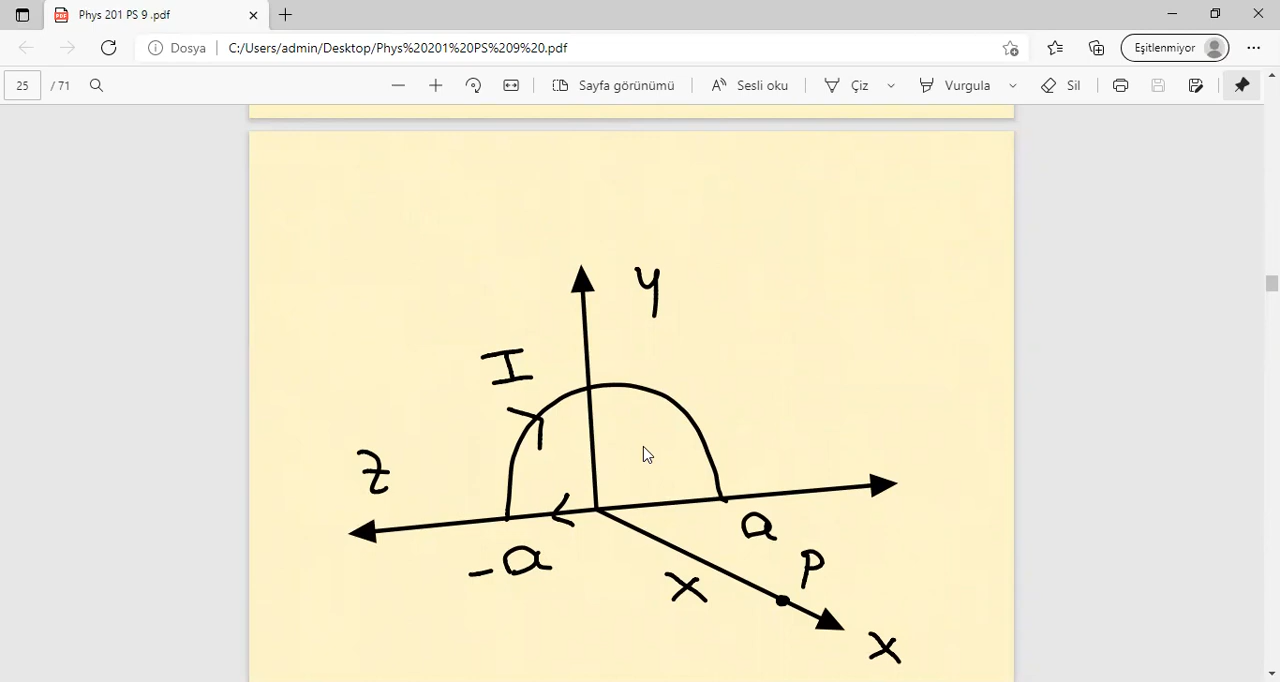 Phys 201 PS 9 .pdf
Dosya C:/Users/admin/Desktop/Phys%20201%20PS%209%20.pdf Eşitlenmiyor
25 / 71 Sayfa görünümü A Sesli oku Çiz Vurgula Sil
y
I
z
-a a
P
x
x